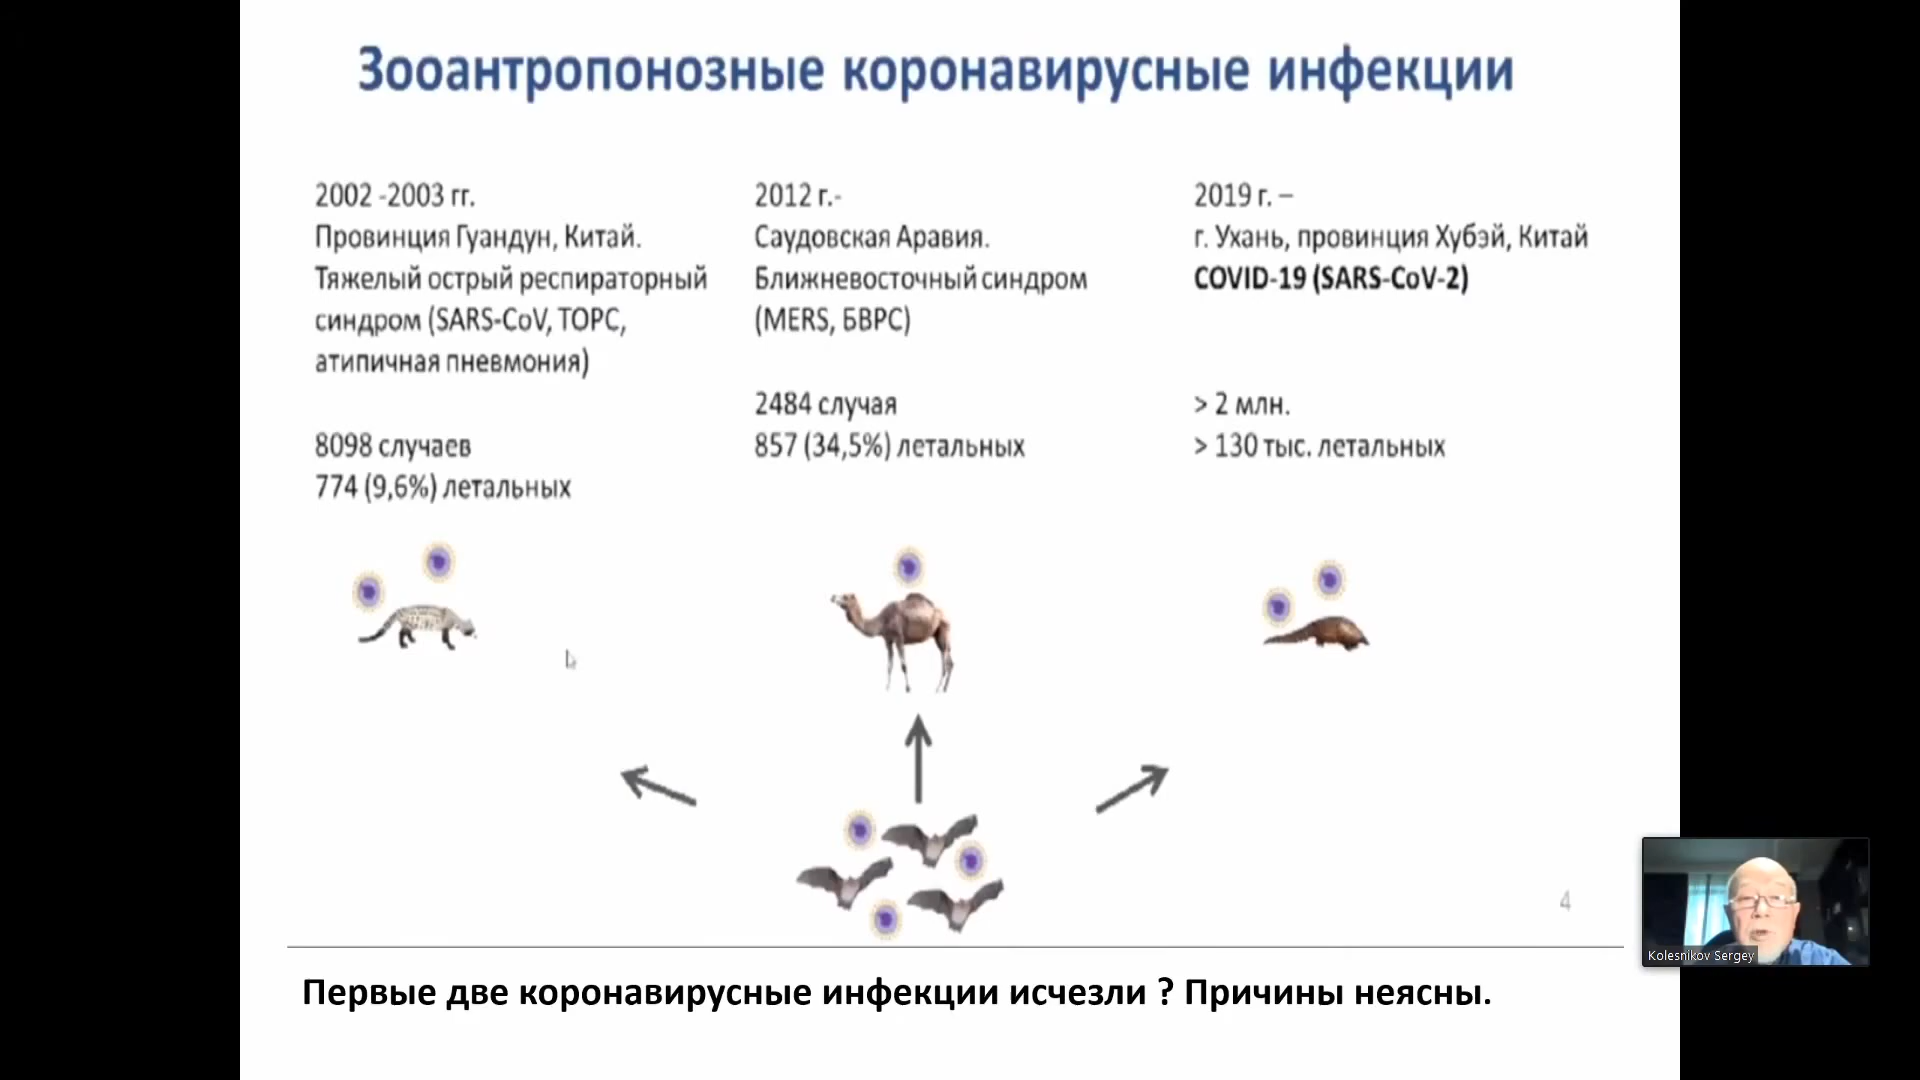 Зооантропонозные коронавирусные инфекции
2002 -2003 гг.
Провинция Гуандун, Китай.
Тяжелый острый респираторный
синдром (SARS-CoV, ТОРС,
атипичная пневмония)
8098 случаев
774 (9,6%) летальных
2012 г.-
Саудовская Аравия.
Ближневосточный синдром
(MERS, БВРС)
2484 случая
857 (34,5%) летальных
2019 г. –
г. Ухань, провинция Хубэй, Китай
COVID-19 (SARS-CoV-2)
> 2 млн.
> 130 тыс. летальных
4
Kolesnikov Sergey
Первые две коронавирусные инфекции исчезли ? Причины неясны.